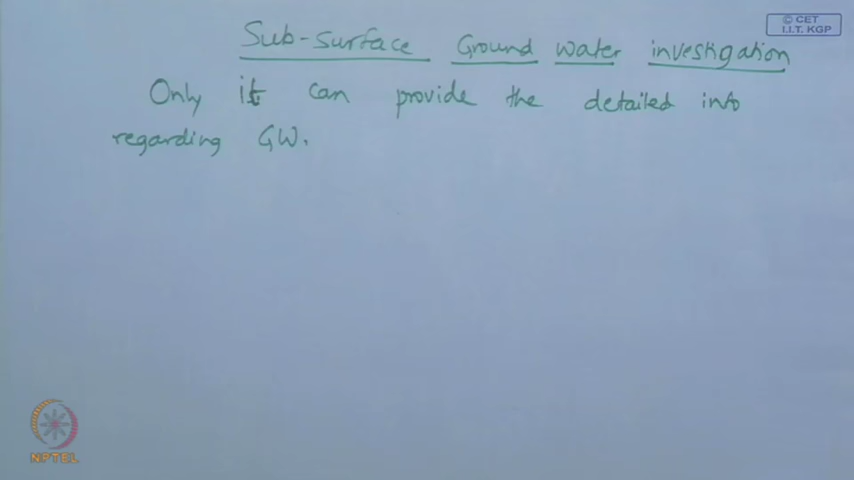 © CET
I.I.T. KGP
Sub-surface Ground water investigation
Only it can provide the detailed info
regarding GW.
NPTEL